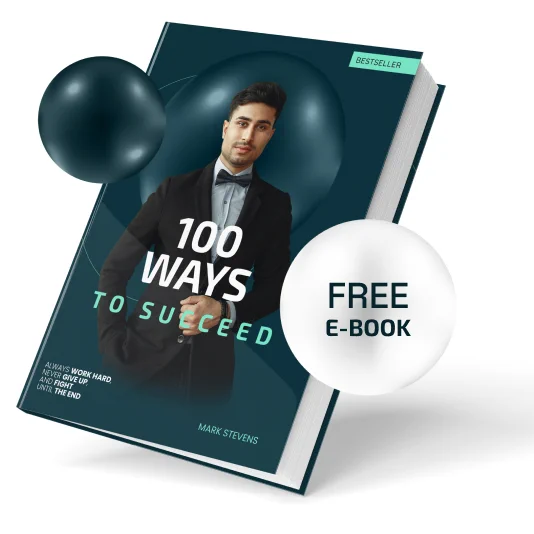 BESTSELLER
100
WAYS
TO SUCCEED
ALWAYS WORK HARD,
NEVER GIVE UP,
AND FIGHT
UNTIL THE END
MARK STEVENS
FREE
E-BOOK